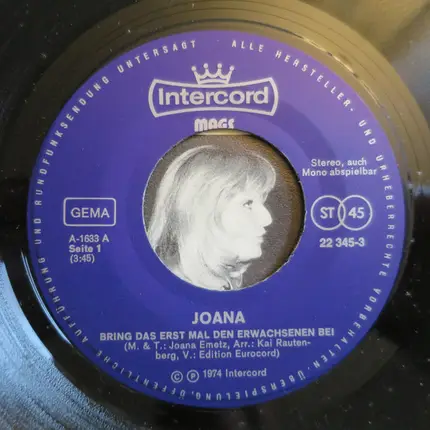 ALLE HERSTELLER- UND URHEBERRECHTE VORBEHALTEN · ÜBERSPIELUNG, ÖFFENTLICHE AUFFÜHRUNG UND RUNDFUNKSENDUNG UNTERSAGT
Intercord
Stereo, auch
Mono abspielbar
GEMA
ST 45
A-1633 A
22 345-3
Seite 1
(3:45)
JOANA
BRING DAS ERST MAL DEN ERWACHSENEN BEI
(M. & T.: Joana Emetz, Arr.: Kai Rauten-
berg, V.: Edition Eurocord)
© ℗ 1974 Intercord